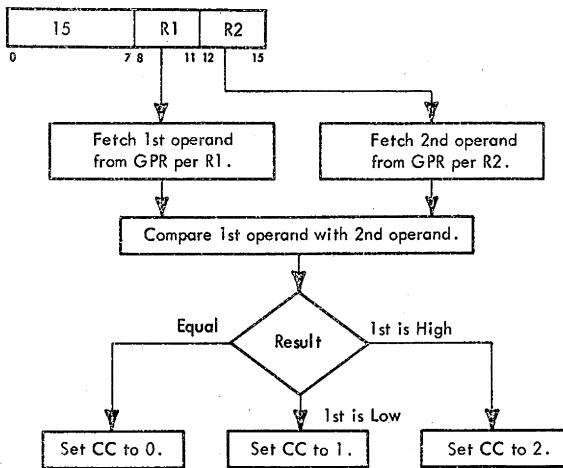 15 R1 R2
0 7 8 11 12 15
Fetch 1st operand
from GPR per R1.
Fetch 2nd operand
from GPR per R2.
Compare 1st operand with 2nd operand.
Equal
Result
1st is High
1st is Low
Set CC to 0.
Set CC to 1.
Set CC to 2.